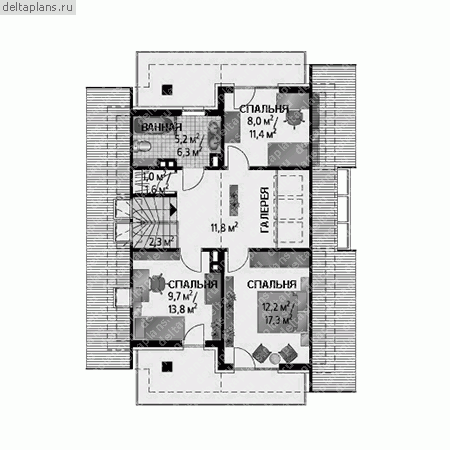 deltaplans.ru
СПАЛЬНЯ
8,0 м²/
11,4 м²
ВАННАЯ
5,2 м²/
6,3 м²
1,0 м²/
1,6 м²
2,3 м²
11,8 м²
ГАЛЕРЕЯ
СПАЛЬНЯ
9,7 м²/
13,8 м²
СПАЛЬНЯ
12,2 м²/
17,3 м²